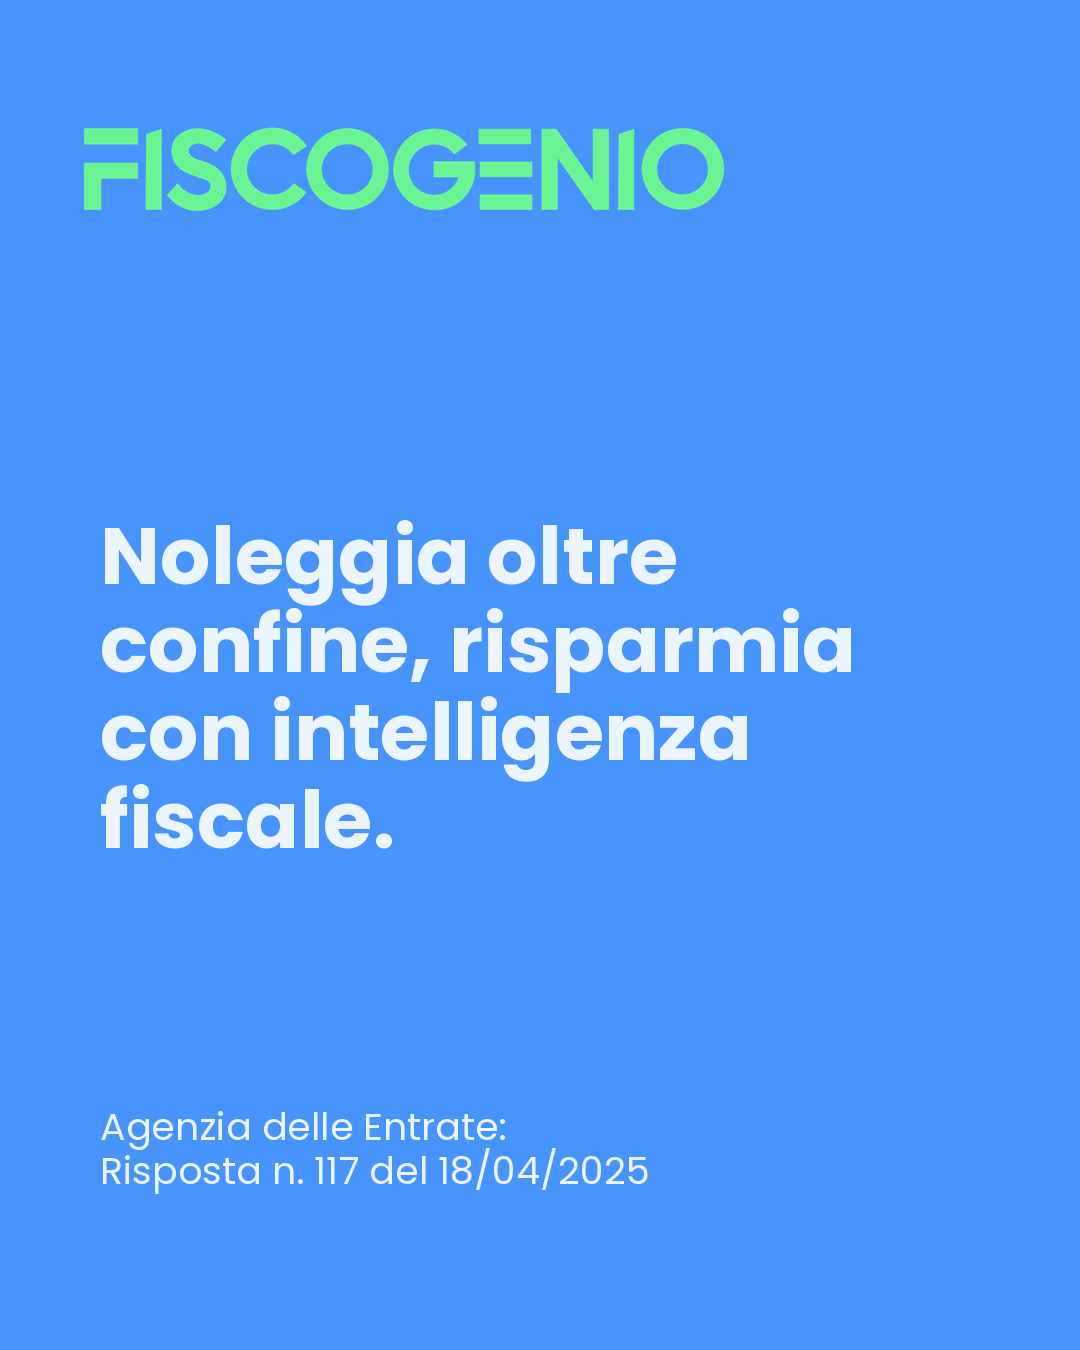 FISCOGENIO
Noleggia oltre
confine, risparmia
con intelligenza
fiscale.
Agenzia delle Entrate:
Risposta n. 117 del 18/04/2025